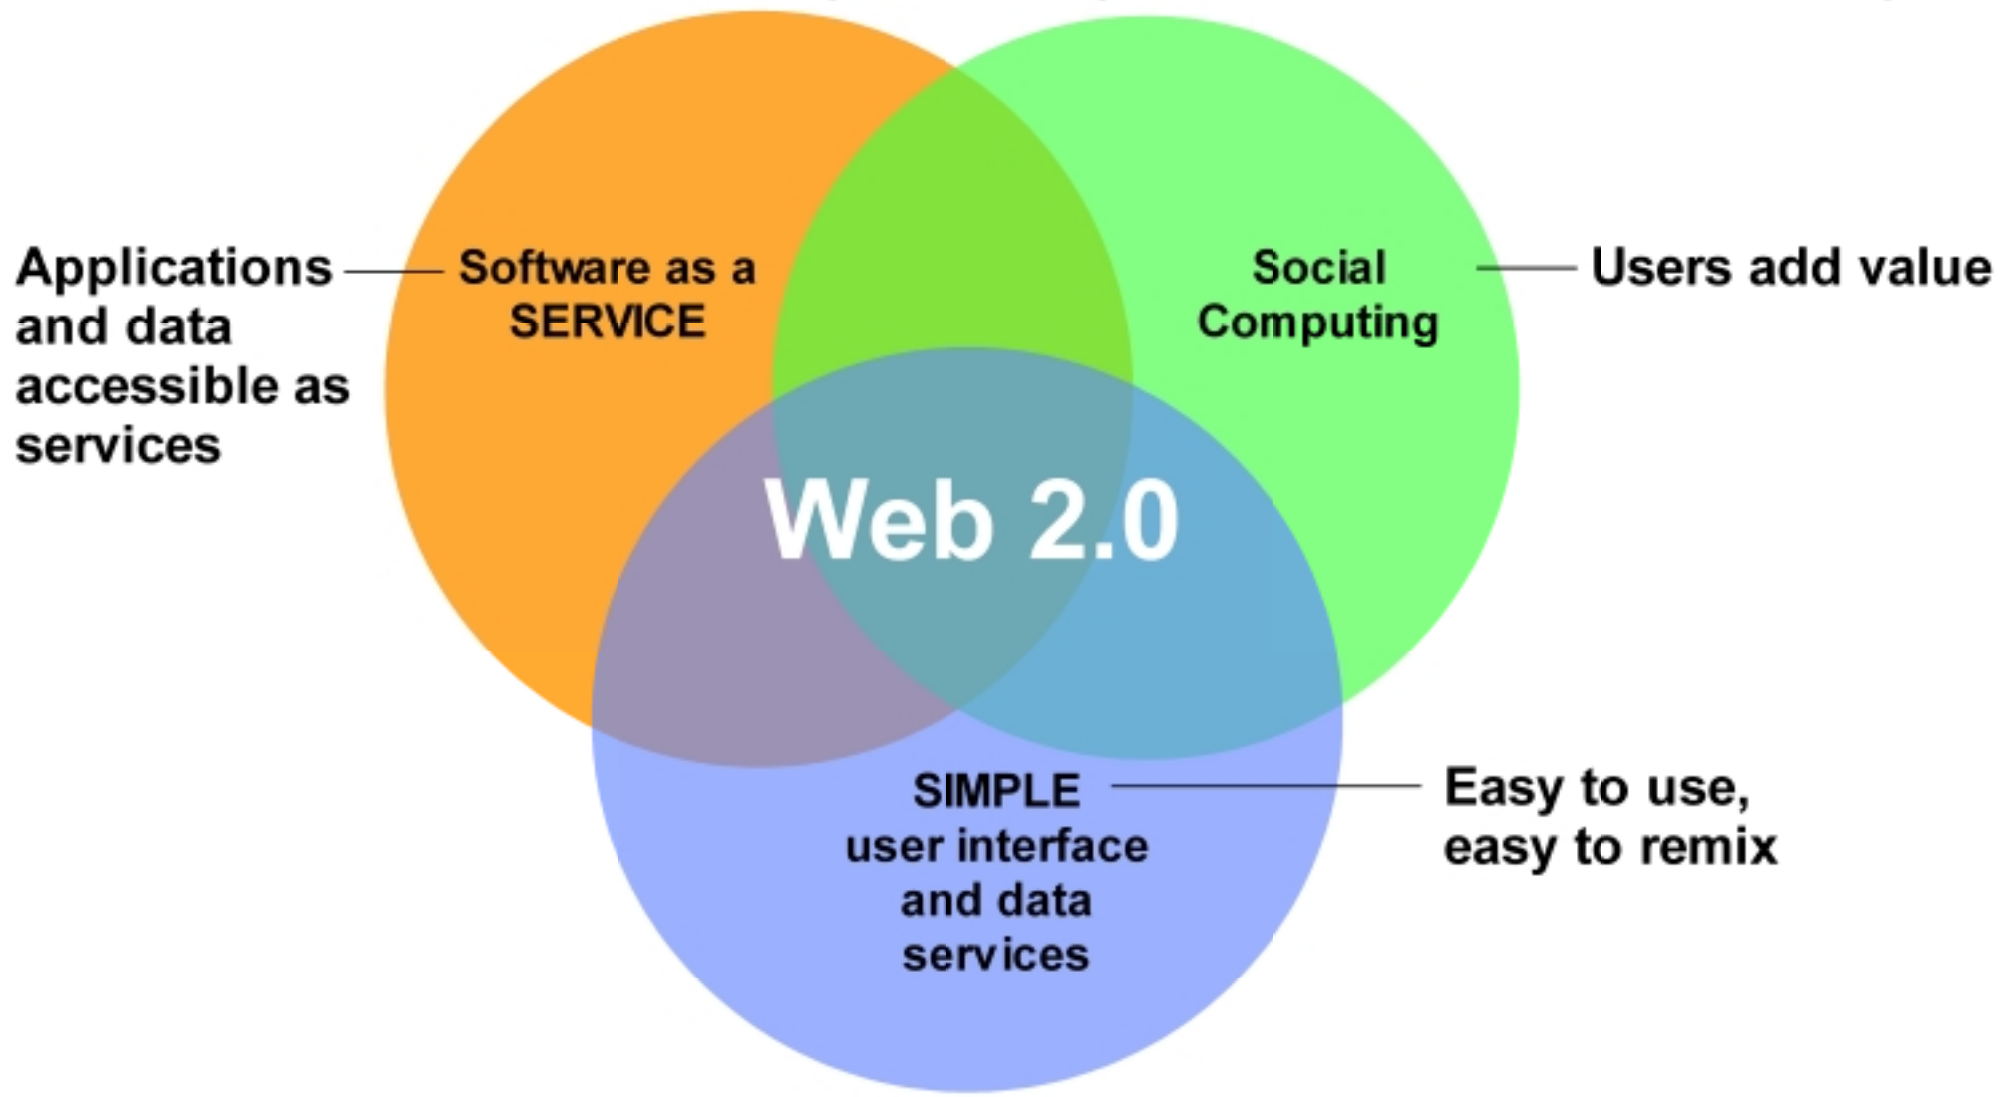 Applications
and data
accessible as
services
Software as a
SERVICE
Social
Computing
Users add value
Web 2.0
SIMPLE
user interface
and data
services
Easy to use,
easy to remix